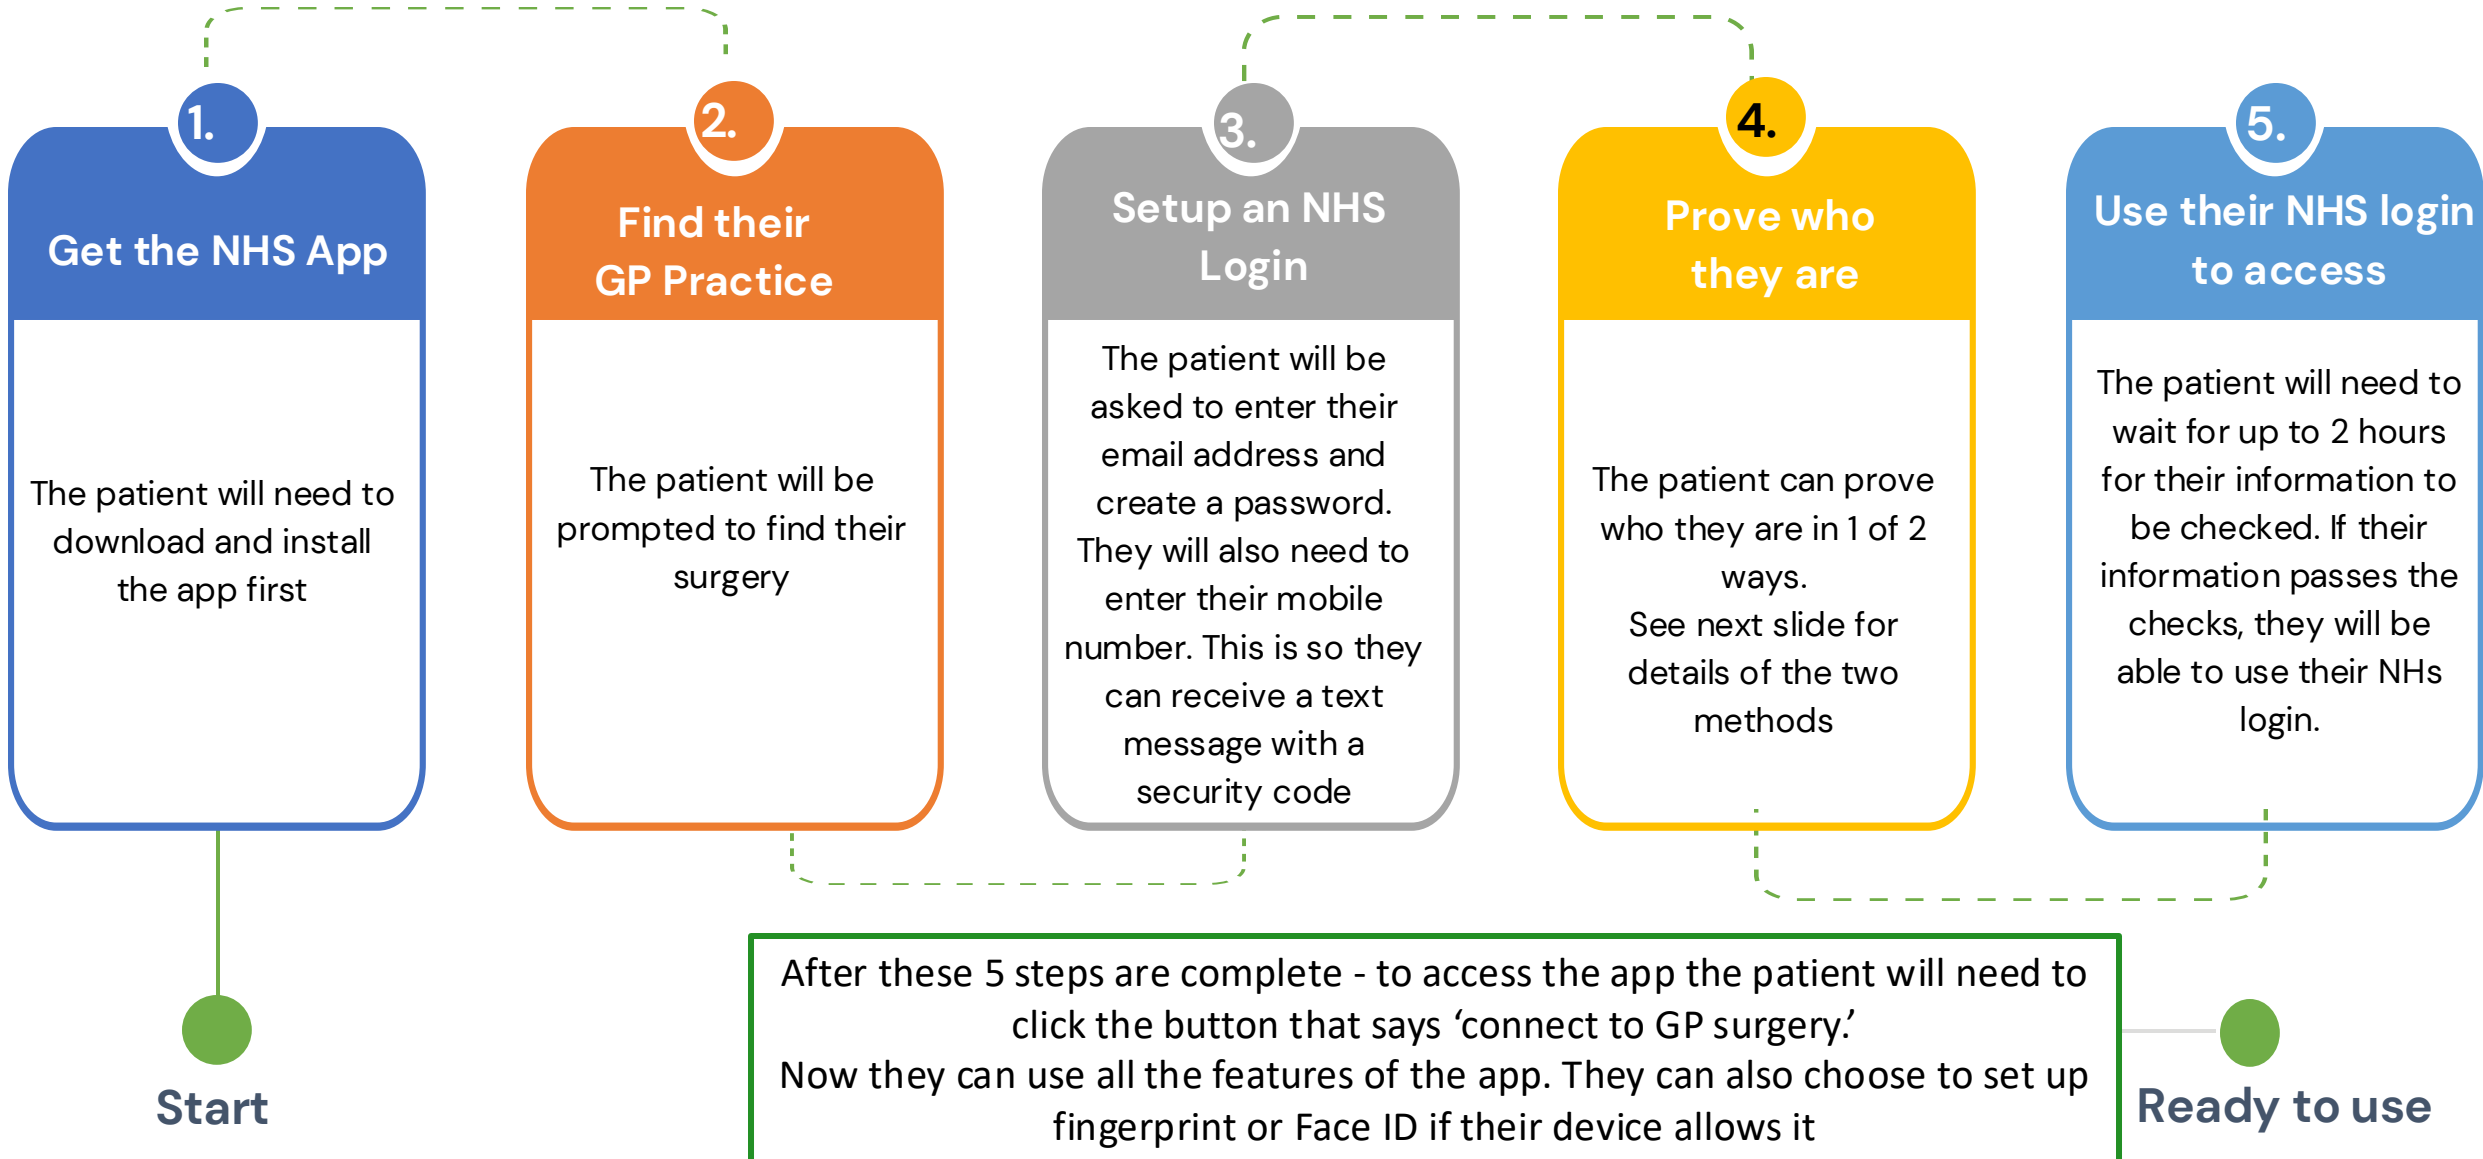 1.
Get the NHS App
The patient will need to
download and install
the app first
2.
Find their
GP Practice
The patient will be
prompted to find their
surgery
3.
Setup an NHS
Login
The patient will be
asked to enter their
email address and
create a password.
They will also need to
enter their mobile
number. This is so they
can receive a text
message with a
security code
4.
Prove who
they are
The patient can prove
who they are in 1 of 2
ways.
See next slide for
details of the two
methods
5.
Use their NHS login
to access
The patient will need to
wait for up to 2 hours
for their information to
be checked. If their
information passes the
checks, they will be
able to use their NHs
login.
Start
After these 5 steps are complete - to access the app the patient will need to
click the button that says ‘connect to GP surgery.’
Now they can use all the features of the app. They can also choose to set up
fingerprint or Face ID if their device allows it
Ready to use